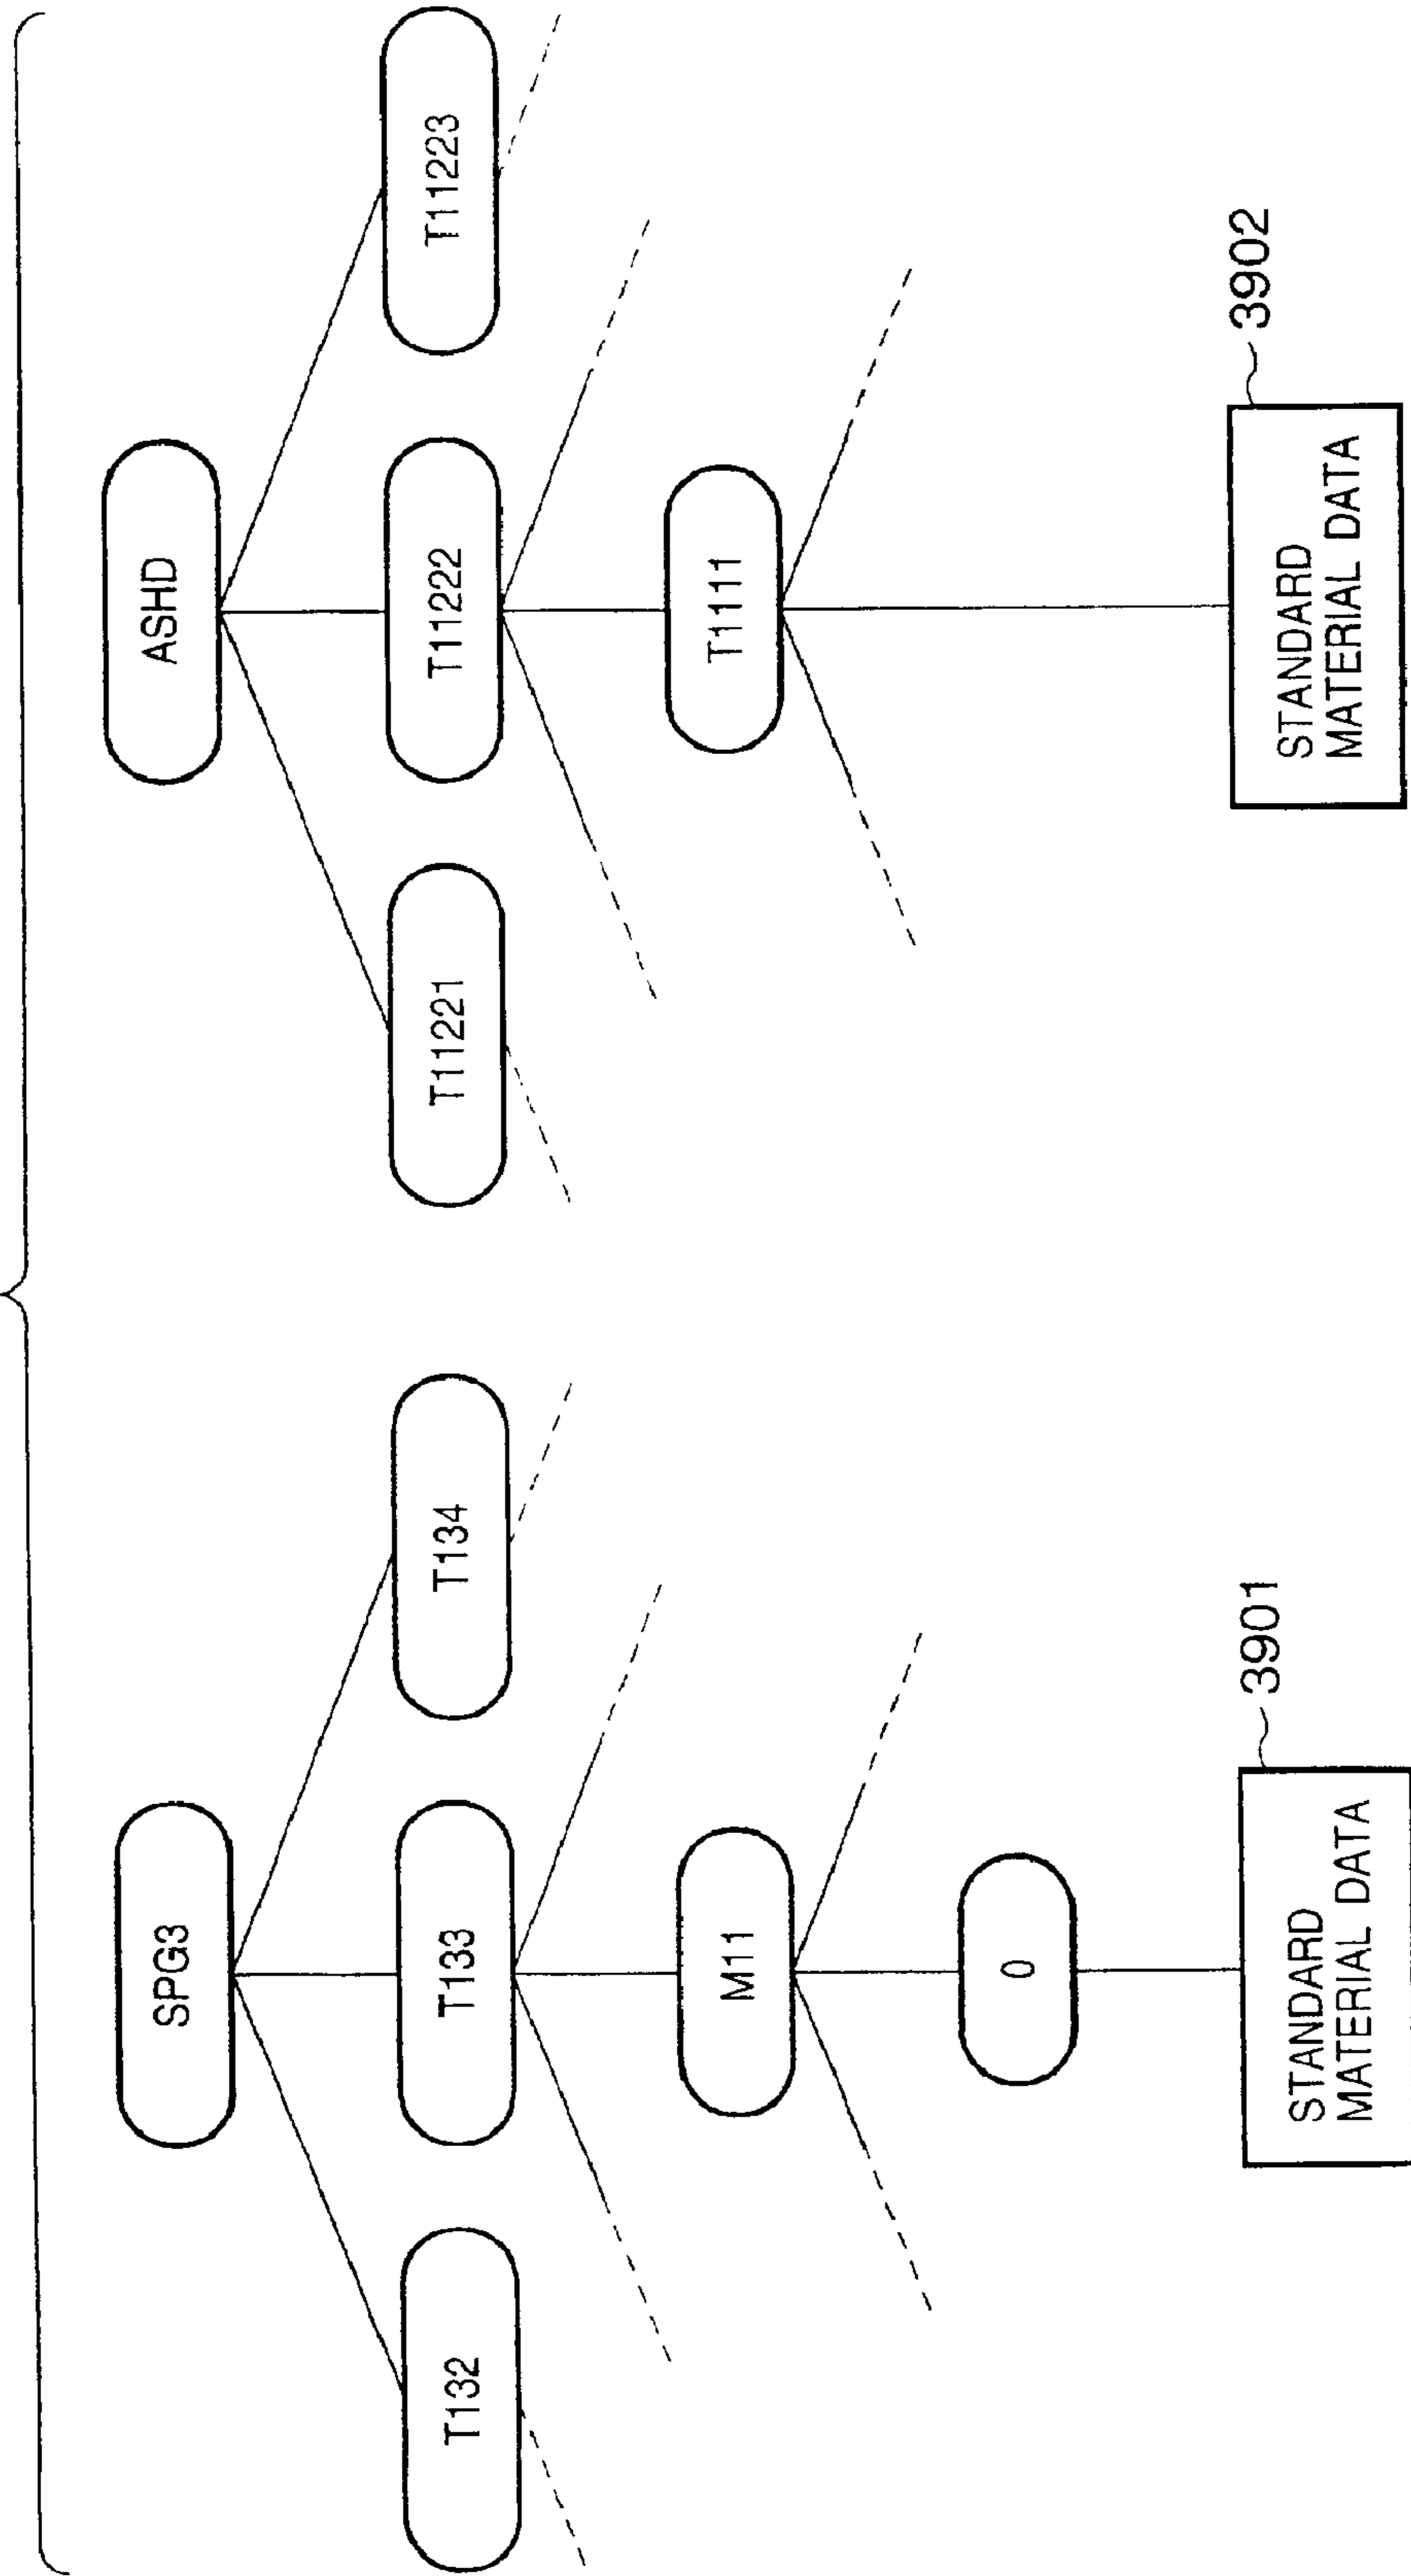 SPG3
T132
T133
T134
M11
0
STANDARD
MATERIAL DATA
3901
ASHD
T11221
T11222
T11223
T1111
STANDARD
MATERIAL DATA
3902